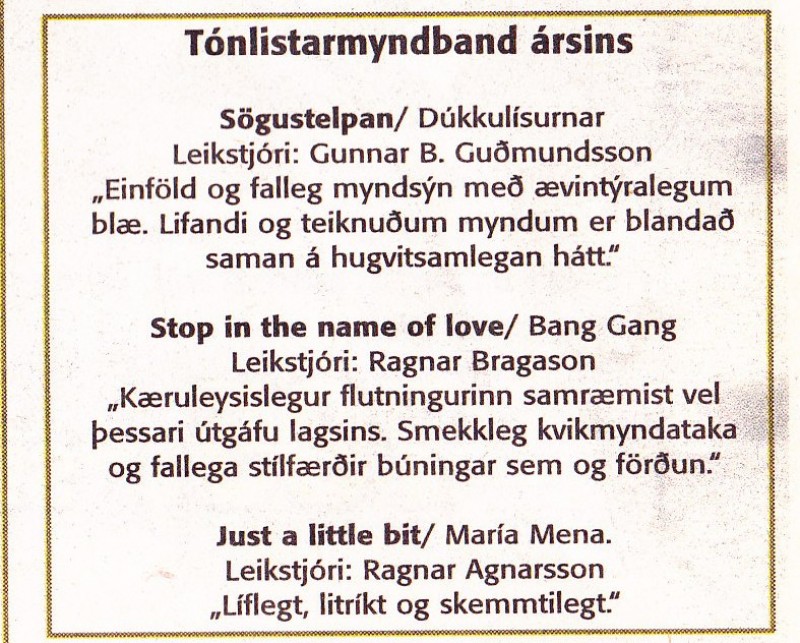 Tónlistarmyndband ársins
Sögustelpan/ Dúkkulísurnar
Leikstjóri: Gunnar B. Guðmundsson
„Einföld og falleg myndsýn með ævintýralegum
blæ. Lifandi og teiknuðum myndum er blandað
saman á hugvitsamlegan hátt.“
Stop in the name of love/ Bang Gang
Leikstjóri: Ragnar Bragason
„Kæruleysislegur flutningurinn samræmist vel
þessari útgáfu lagsins. Smekkleg kvikmyndataka
og fallega stílfærðir búningar sem og förðun.“
Just a little bit/ María Mena.
Leikstjóri: Ragnar Agnarsson
„Líflegt, litríkt og skemmtilegt.“